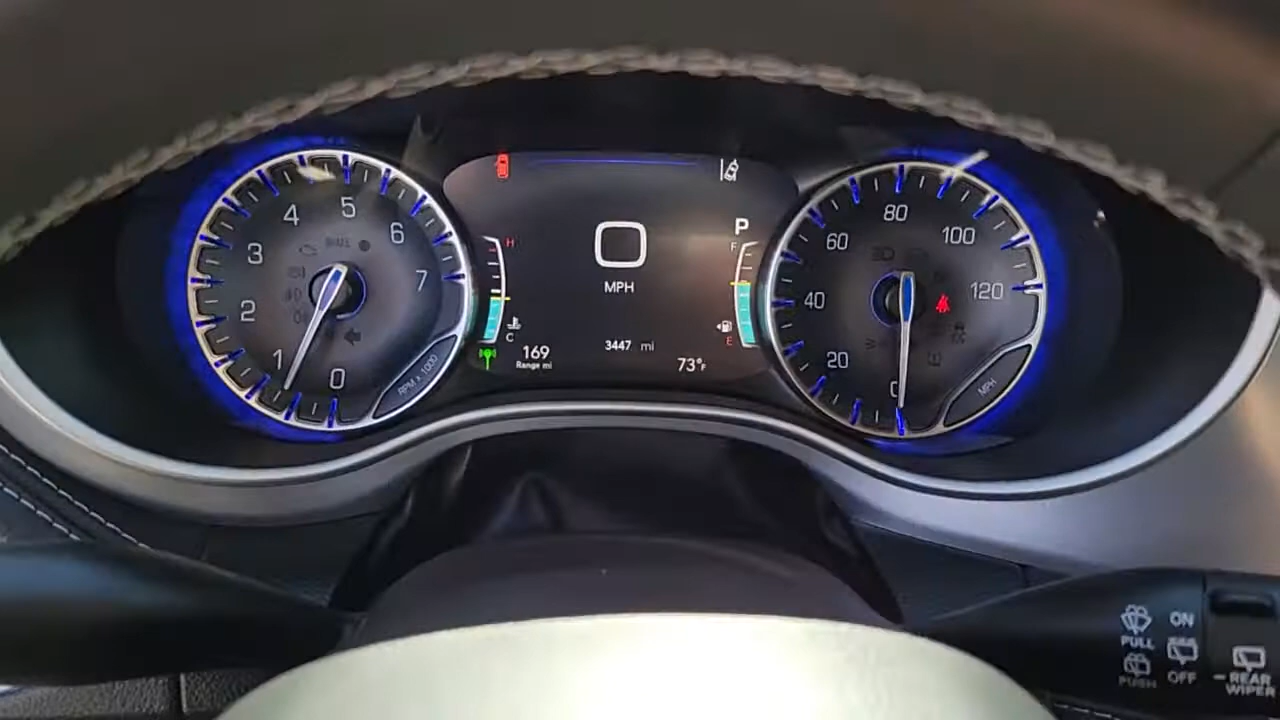 0
1
2
3
4
5
6
7
RPM x 1000
H
C
0
MPH
P
F
E
169
Range mi
3447 mi
73°F
0
20
40
60
80
100
120
MPH
PULL
PUSH
ON
OFF
REAR
WIPER